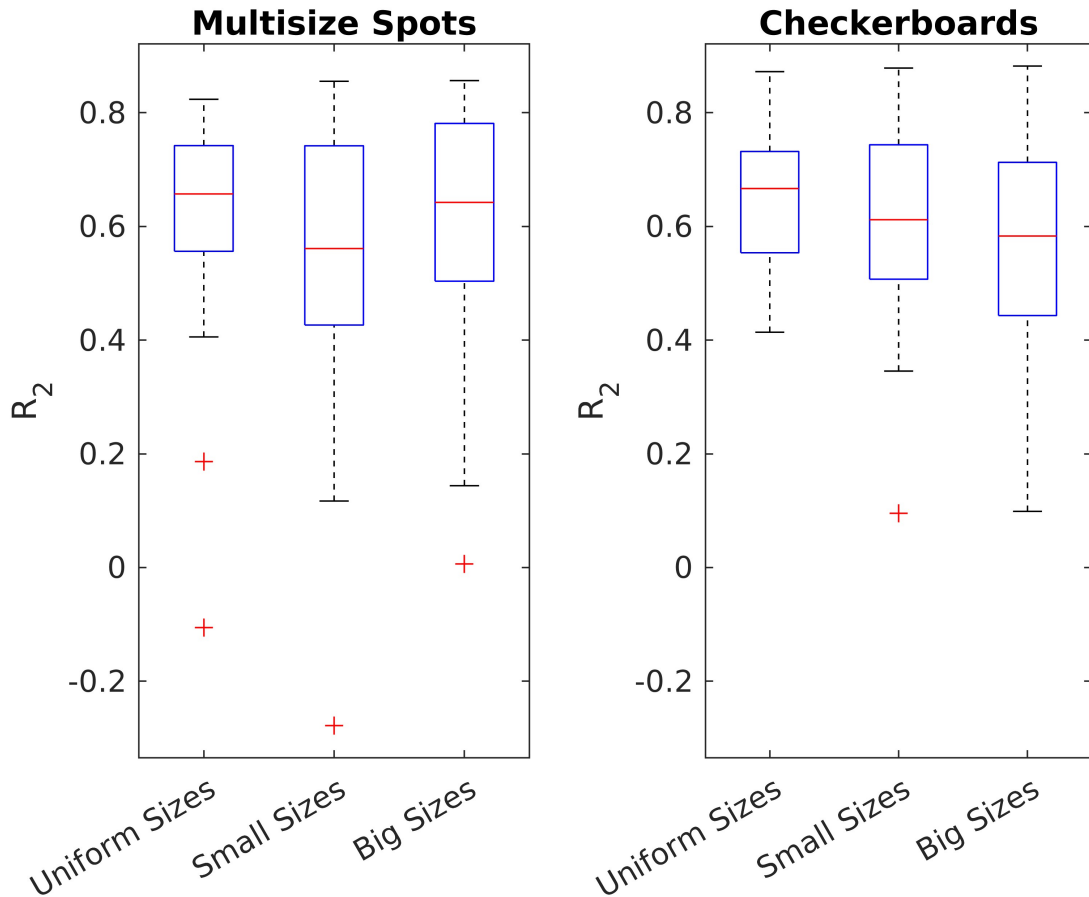 Multisize Spots
0.8
0.6
0.4
0.2
0
-0.2
R2
Uniform Sizes
Small Sizes
Big Sizes
Checkerboards
0.8
0.6
0.4
0.2
0
-0.2
R2
Uniform Sizes
Small Sizes
Big Sizes